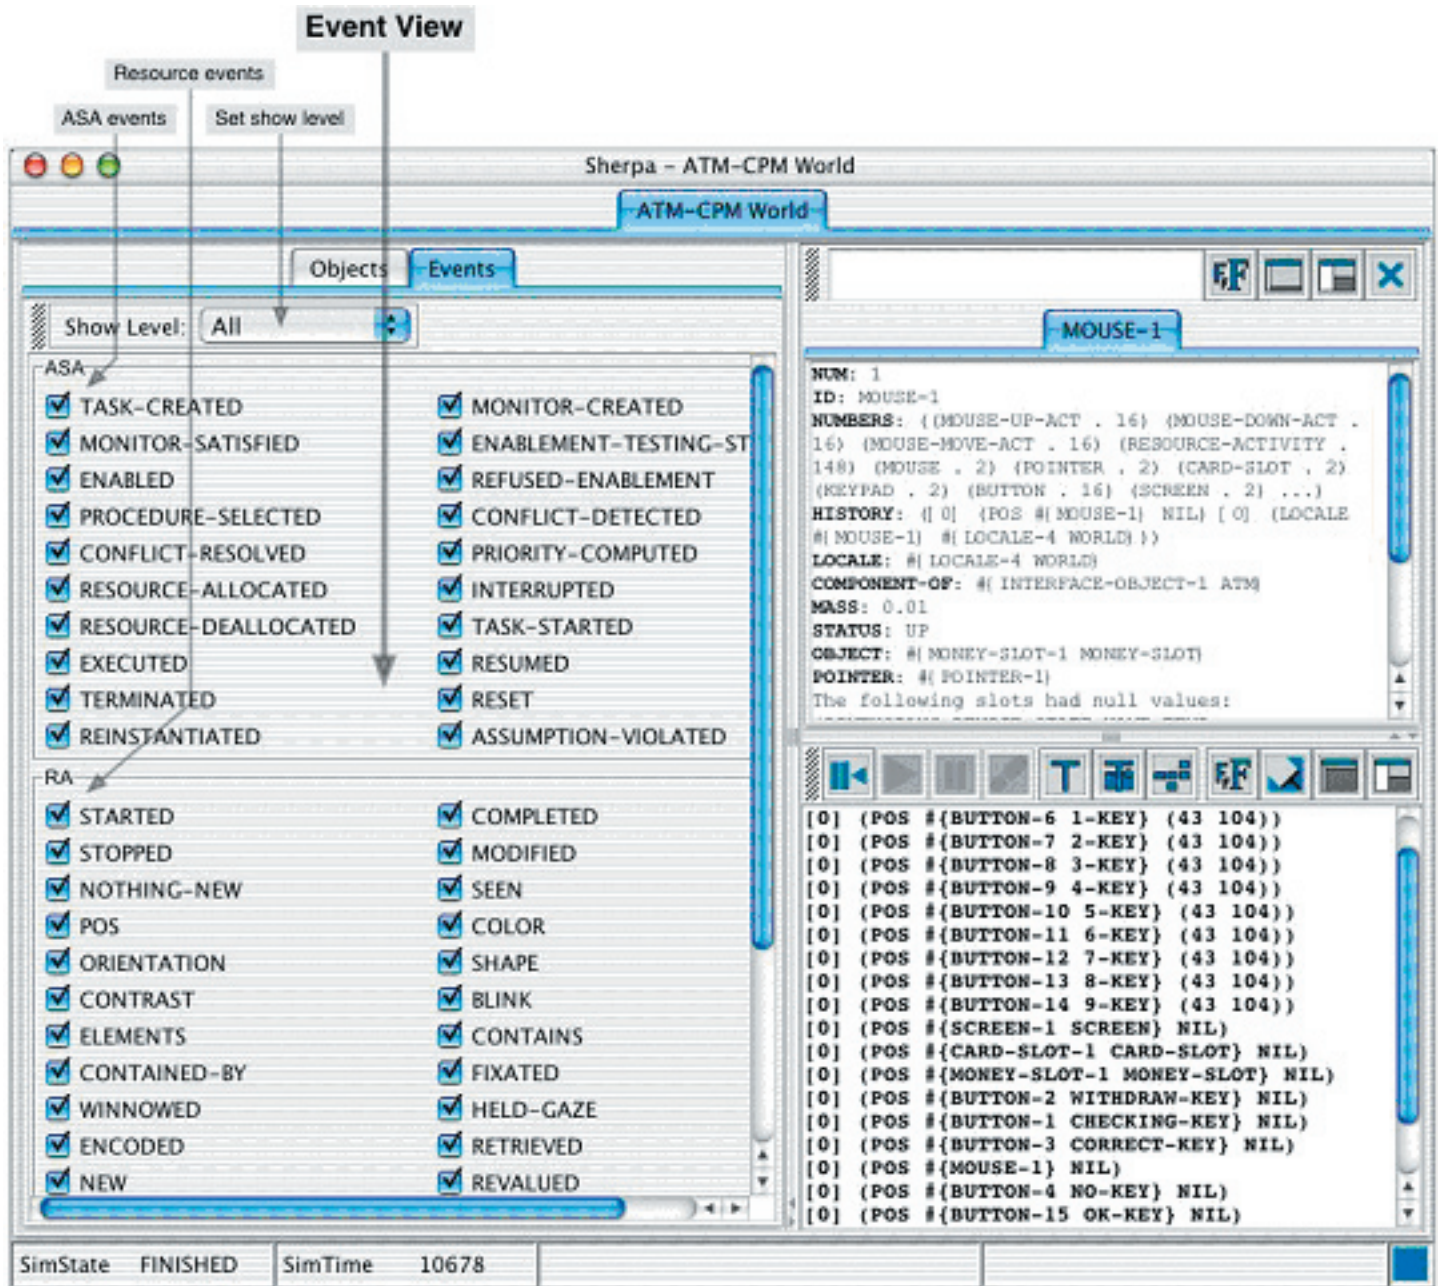 Event View
Resource events
ASA events
Set show level
Sherpa – ATM-CPM World
ATM-CPM World
Objects
Events
Show Level: All
ASA
TASK-CREATED
MONITOR-CREATED
MONITOR-SATISFIED
ENABLEMENT-TESTING-ST
ENABLED
REFUSED-ENABLEMENT
PROCEDURE-SELECTED
CONFLICT-DETECTED
CONFLICT-RESOLVED
PRIORITY-COMPUTED
RESOURCE-ALLOCATED
INTERRUPTED
RESOURCE-DEALLOCATED
TASK-STARTED
EXECUTED
RESUMED
TERMINATED
RESET
REINSTANTIATED
ASSUMPTION-VIOLATED
RA
STARTED
COMPLETED
STOPPED
MODIFIED
NOTHING-NEW
SEEN
POS
COLOR
ORIENTATION
SHAPE
CONTRAST
BLINK
ELEMENTS
CONTAINS
CONTAINED-BY
FIXATED
WINNOWED
HELD-GAZE
ENCODED
RETRIEVED
NEW
REVALUED
MOUSE-1
NUM: 1
ID: MOUSE-1
NUMBERS: ((MOUSE-UP-ACT . 16) (MOUSE-DOWN-ACT .
16) (MOUSE-MOVE-ACT . 16) (RESOURCE-ACTIVITY .
148) (MOUSE . 2) (POINTER . 2) (CARD-SLOT . 2)
(KEYPAD . 2) (BUTTON . 16) (SCREEN . 2) ...)
HISTORY: ([0] (POS #{MOUSE-1} NIL) [0] (LOCALE
#{MOUSE-1} #{LOCALE-4 WORLD}))
LOCALE: #{LOCALE-4 WORLD}
COMPONENT-OF: #{INTERFACE-OBJECT-1 ATM}
MASS: 0.01
STATUS: UP
OBJECT: #{MONEY-SLOT-1 MONEY-SLOT}
POINTER: #{POINTER-1}
The following slots had null values:
[0] (POS #{BUTTON-6 1-KEY} (43 104))
[0] (POS #{BUTTON-7 2-KEY} (43 104))
[0] (POS #{BUTTON-8 3-KEY} (43 104))
[0] (POS #{BUTTON-9 4-KEY} (43 104))
[0] (POS #{BUTTON-10 5-KEY} (43 104))
[0] (POS #{BUTTON-11 6-KEY} (43 104))
[0] (POS #{BUTTON-12 7-KEY} (43 104))
[0] (POS #{BUTTON-13 8-KEY} (43 104))
[0] (POS #{BUTTON-14 9-KEY} (43 104))
[0] (POS #{SCREEN-1 SCREEN} NIL)
[0] (POS #{CARD-SLOT-1 CARD-SLOT} NIL)
[0] (POS #{MONEY-SLOT-1 MONEY-SLOT} NIL)
[0] (POS #{BUTTON-2 WITHDRAW-KEY} NIL)
[0] (POS #{BUTTON-1 CHECKING-KEY} NIL)
[0] (POS #{BUTTON-3 CORRECT-KEY} NIL)
[0] (POS #{MOUSE-1} NIL)
[0] (POS #{BUTTON-4 NO-KEY} NIL)
[0] (POS #{BUTTON-15 OK-KEY} NIL)
SimState FINISHED
SimTime 10678